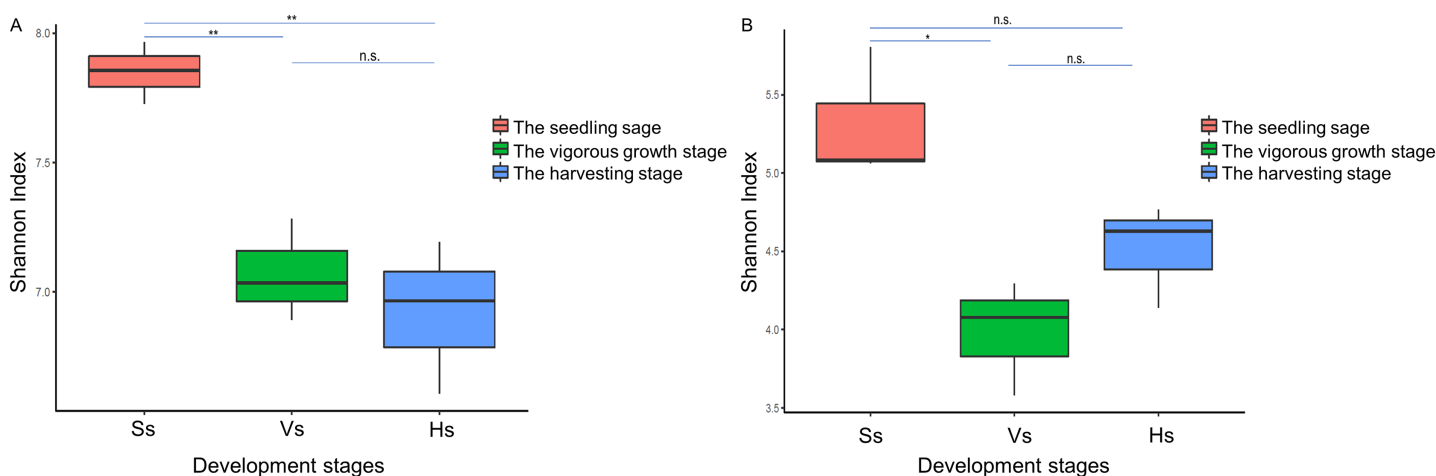 A
**
**
n.s.
8.0
7.5
7.0
Shannon Index
Ss
Vs
Hs
Development stages
The seedling sage
The vigorous growth stage
The harvesting stage
B
n.s.
*
n.s.
5.5
5.0
4.5
4.0
3.5
Shannon Index
Ss
Vs
Hs
Development stages
The seedling sage
The vigorous growth stage
The harvesting stage